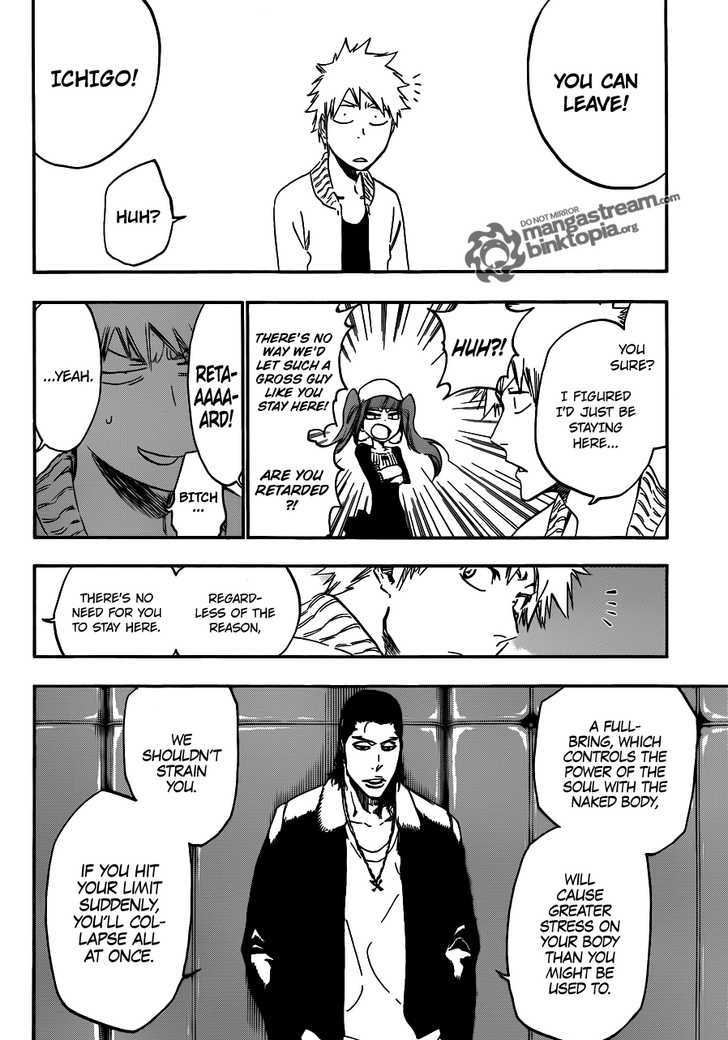 YOU CAN
LEAVE!
ICHIGO!
HUH?
DO NOT MIRROR
mangastream.com
binktopia.org
YOU
SURE?
I FIGURED
I'D JUST BE
STAYING
HERE...
HUH?!
THERE'S NO
WAY WE'D
LET SUCH A
GROSS GUY
LIKE YOU
STAY HERE!
ARE YOU
RETARDED
?!
RETA-
AAAA-
ARD!
BITCH
...
...YEAH.
REGARD-
LESS OF THE
REASON,
THERE'S NO
NEED FOR YOU
TO STAY HERE.
A FULL-
BRING, WHICH
CONTROLS THE
POWER OF THE
SOUL WITH THE
NAKED BODY,
WILL
CAUSE
GREATER
STRESS ON
YOUR BODY
THAN YOU
MIGHT BE
USED TO.
WE
SHOULDN'T
STRAIN
YOU.
IF YOU HIT
YOUR LIMIT
SUDDENLY,
YOU'LL COL-
LAPSE ALL
AT ONCE.